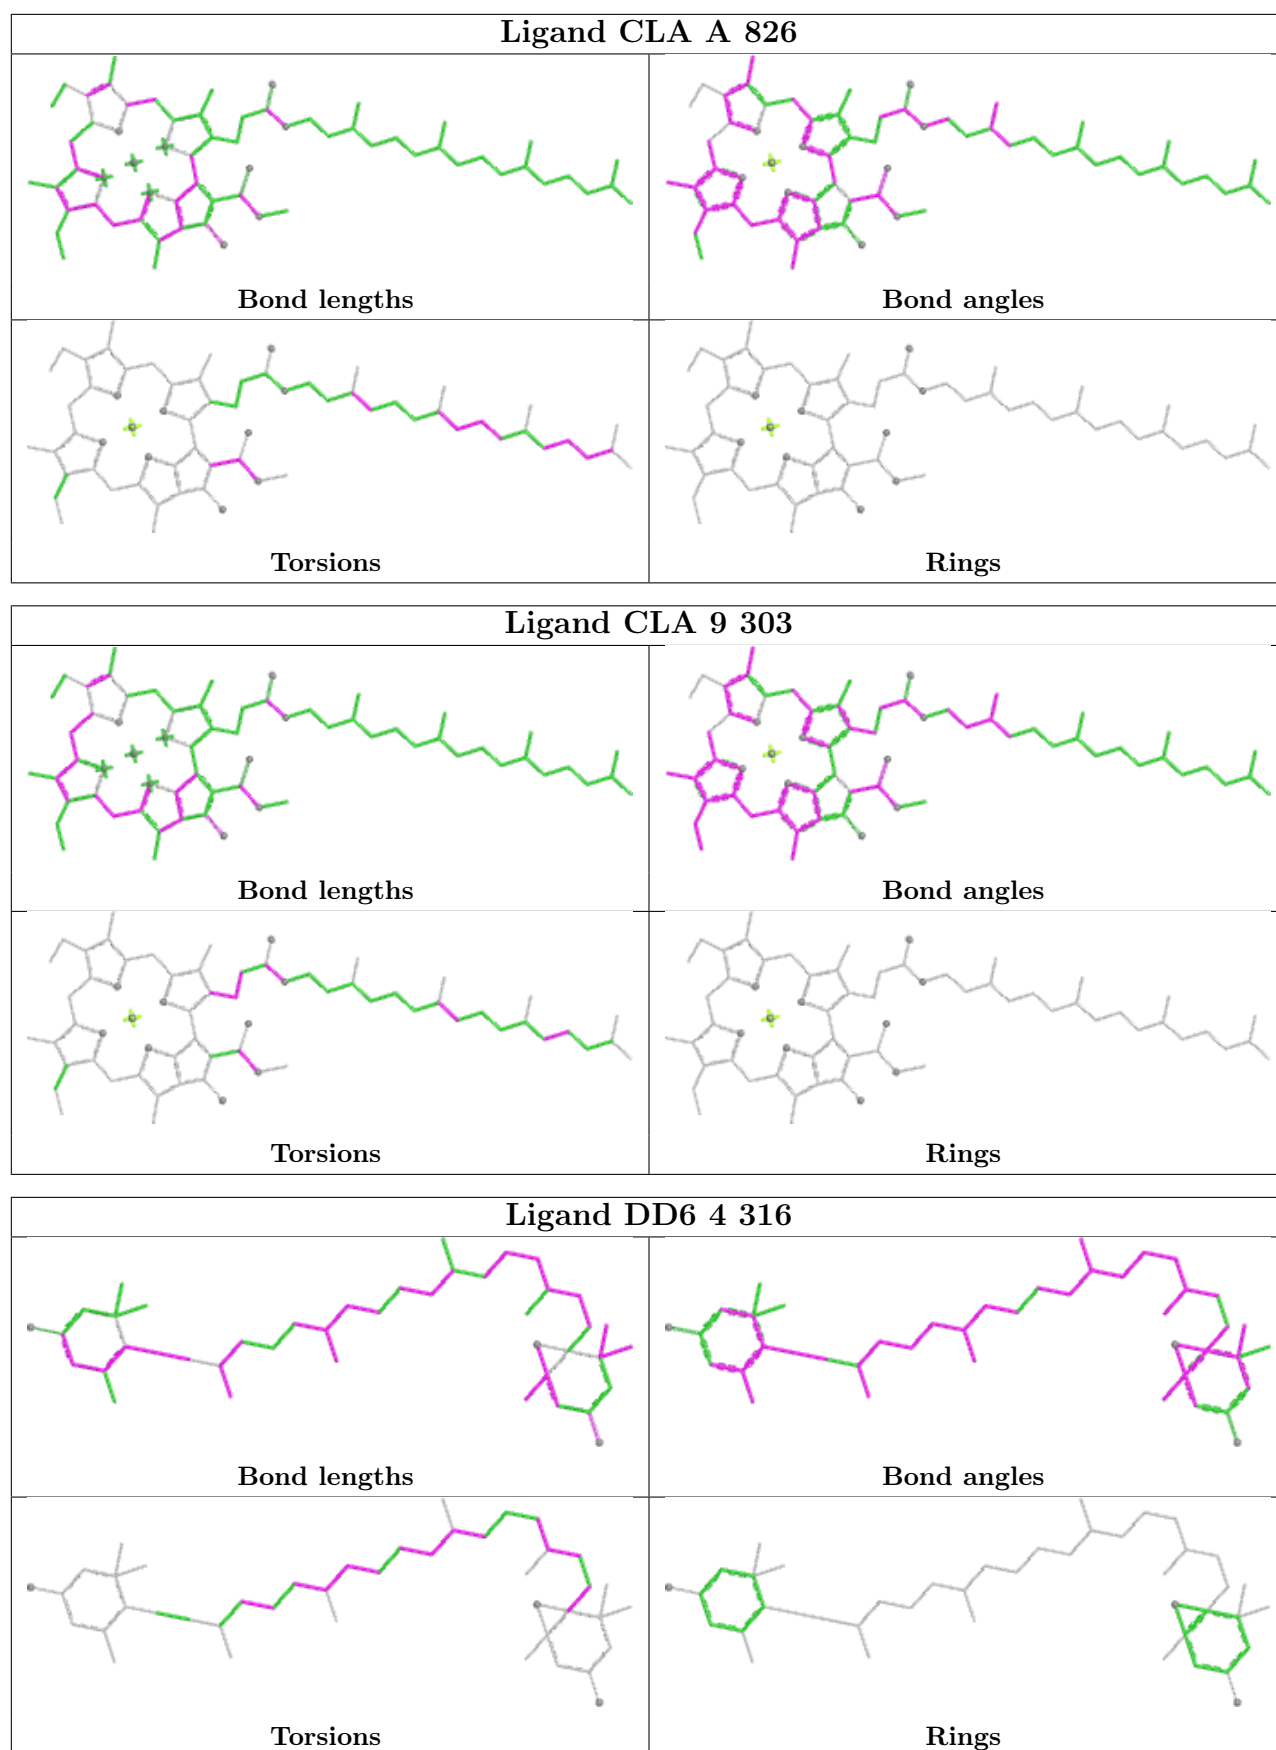 Ligand CLA A 826
Bond lengths
Bond angles
Torsions
Rings
Ligand CLA 9 303
Bond lengths
Bond angles
Torsions
Rings
Ligand DD6 4 316
Bond lengths
Bond angles
Torsions
Rings